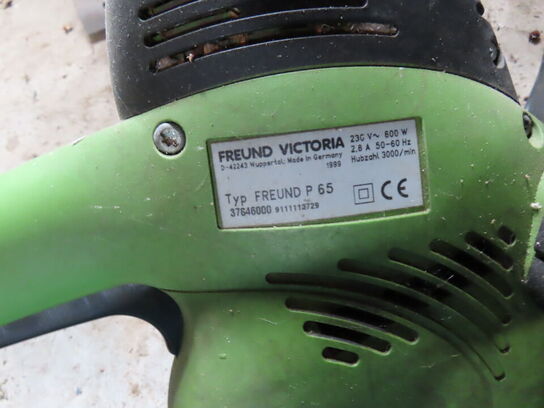 FREUND VICTORIA 230 V~ 600 W
D-42243 Wuppertal; Made in Germany 2,8 A 50-60 Hz
1999 Hubzahl 3000/min
Typ FREUND P 65
37646000 9111112729 CE